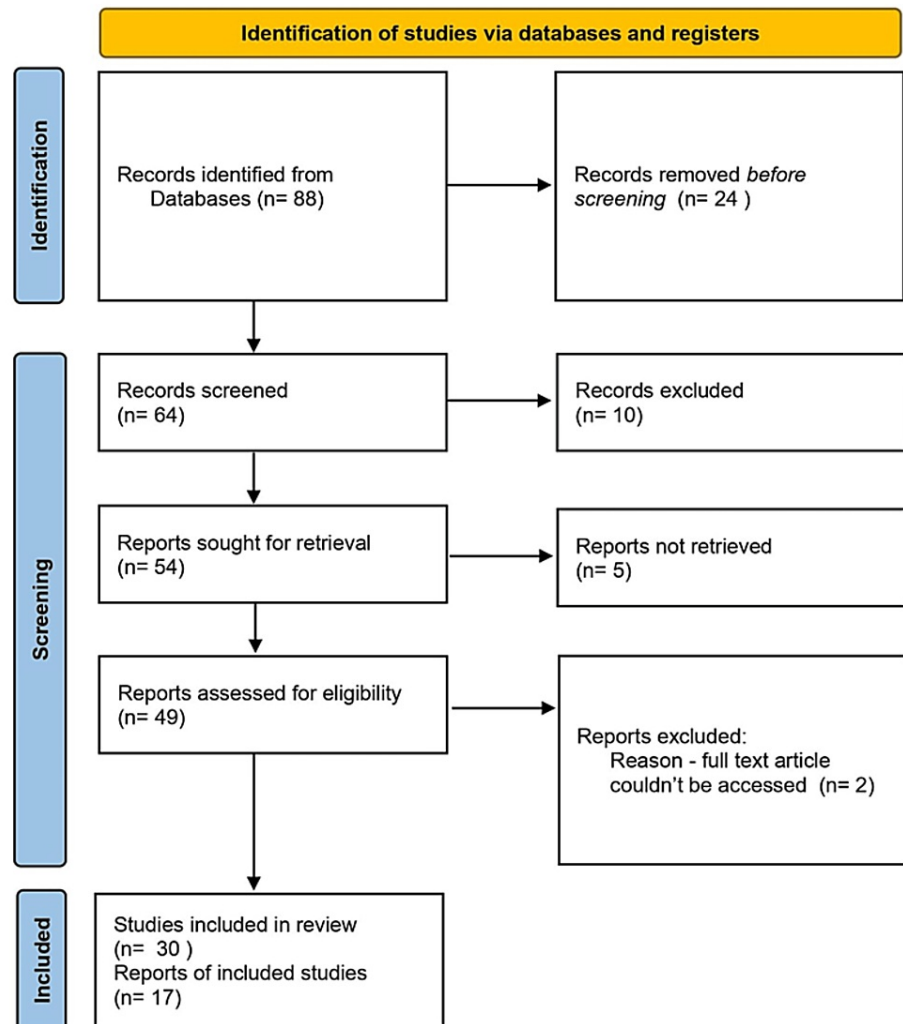 Identification of studies via databases and registers
Identification
Records identified from
Databases (n= 88)
Records removed before
screening (n= 24 )
Screening
Records screened
(n= 64)
Records excluded
(n= 10)
Reports sought for retrieval
(n= 54)
Reports not retrieved
(n= 5)
Reports assessed for eligibility
(n= 49)
Reports excluded:
Reason - full text article
couldn't be accessed (n= 2)
Included
Studies included in review
(n= 30 )
Reports of included studies
(n= 17)